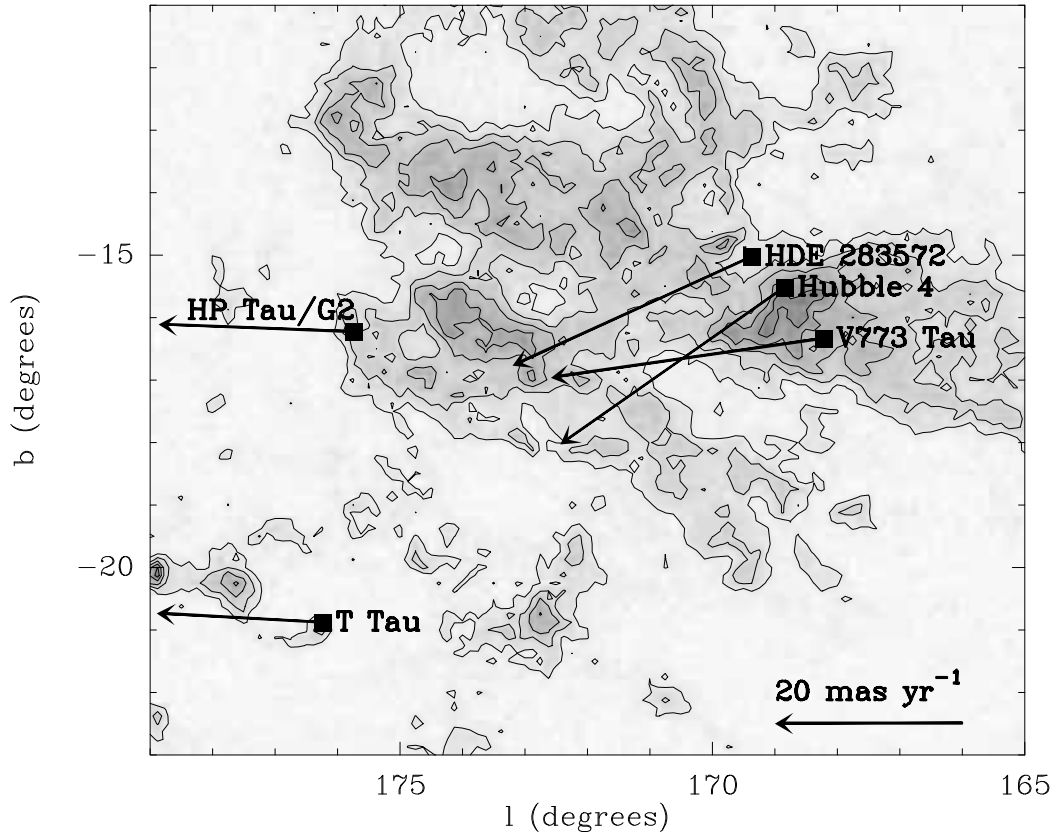 −15
HDE 283572
Hubble 4
HP Tau/G2
V773 Tau
b (degrees)
−20
T Tau
20 mas yr−1
175
170
165
l (degrees)